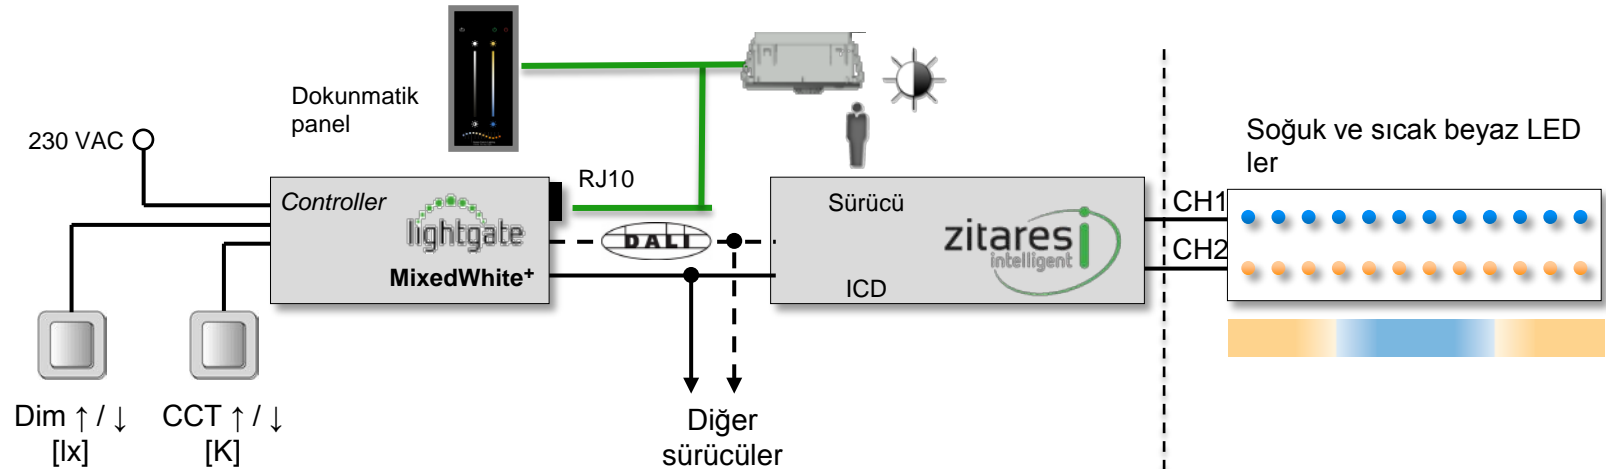 Dokunmatik
panel
230 VAC
RJ10
Controller
lightgate
MixedWhite+
DALI
Sürücü
zitares
intelligent
ICD
CH1
CH2
Soğuk ve sıcak beyaz LED
ler
Dim ↑ / ↓
[lx]
CCT ↑ / ↓
[K]
Diğer
sürücüler